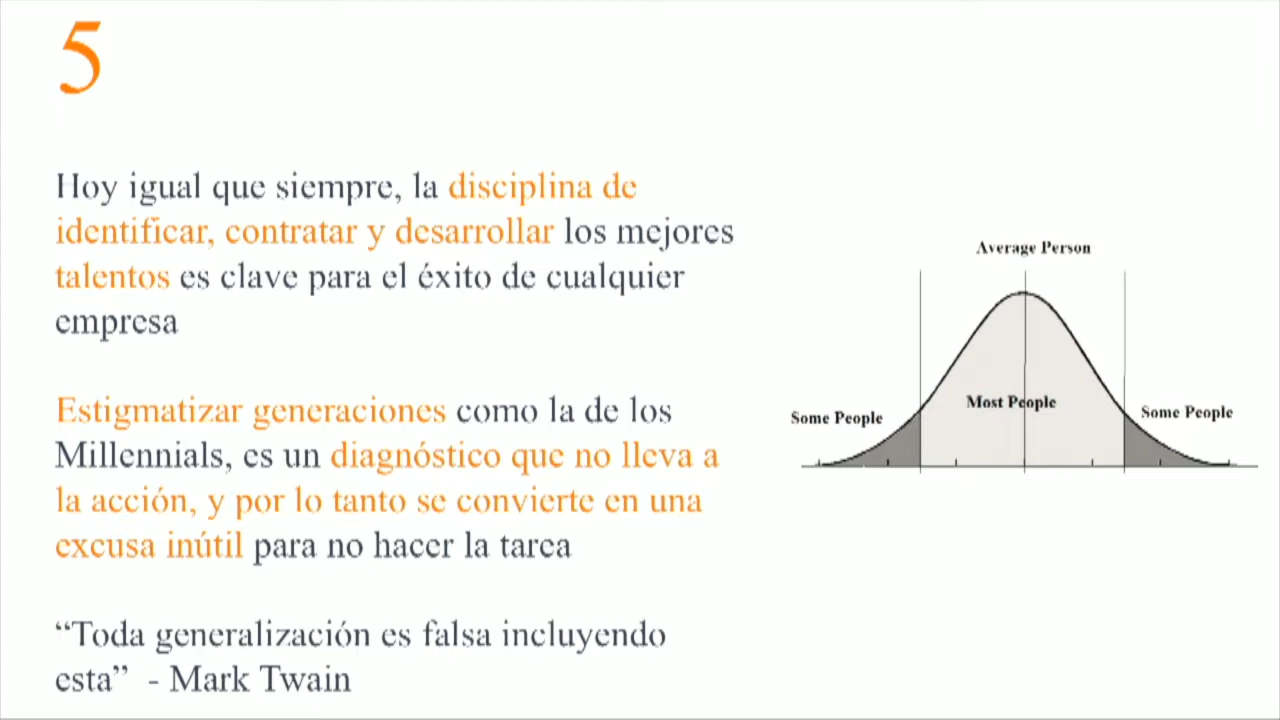 5
Hoy igual que siempre, la disciplina de
identificar, contratar y desarrollar los mejores
talentos es clave para el éxito de cualquier
empresa
Estigmatizar generaciones como la de los
Millennials, es un diagnóstico que no lleva a
la acción, y por lo tanto se convierte en una
excusa inútil para no hacer la tarea
“Toda generalización es falsa incluyendo
esta” - Mark Twain
Average Person
Most People
Some People
Some People